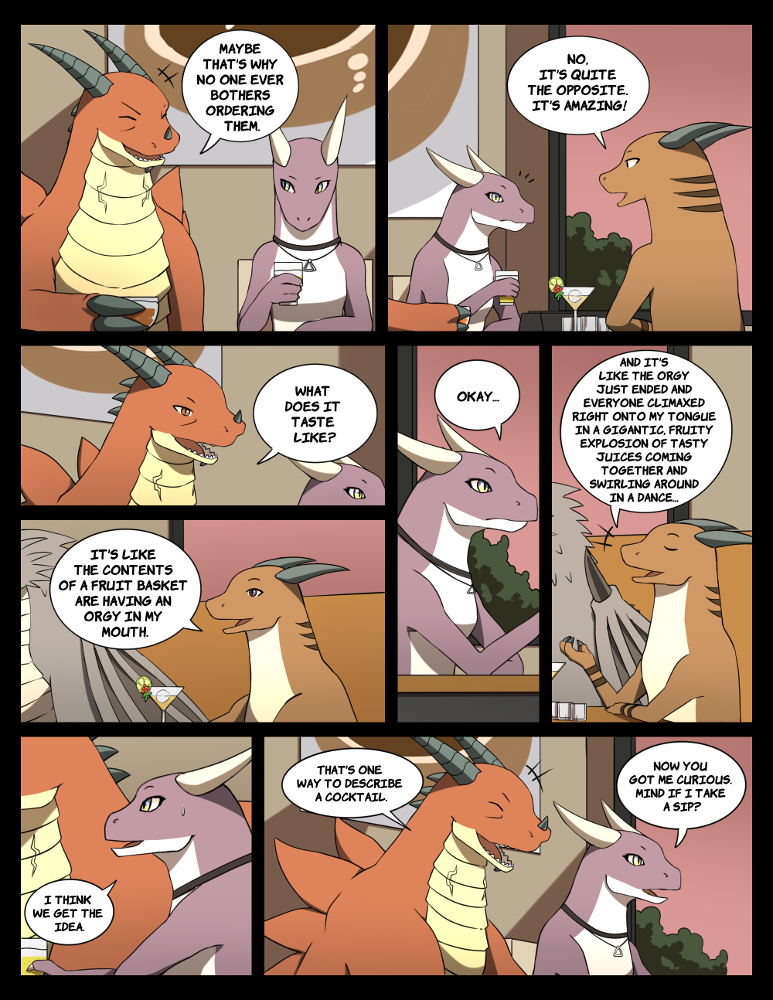 MAYBE
THAT'S WHY
NO ONE EVER
BOTHERS
ORDERING
THEM.
NO,
IT'S QUITE
THE OPPOSITE.
IT'S AMAZING!
WHAT
DOES IT
TASTE
LIKE?
IT'S LIKE
THE CONTENTS
OF A FRUIT BASKET
ARE HAVING AN
ORGY IN MY
MOUTH.
OKAY...
AND IT'S
LIKE THE ORGY
JUST ENDED AND
EVERYONE CLIMAXED
RIGHT ONTO MY TONGUE
IN A GIGANTIC, FRUITY
EXPLOSION OF TASTY
JUICES COMING
TOGETHER AND
SWIRLING AROUND
IN A DANCE...
I THINK
WE GET THE
IDEA.
THAT'S ONE
WAY TO DESCRIBE
A COCKTAIL.
NOW YOU
GOT ME CURIOUS.
MIND IF I TAKE
A SIP?